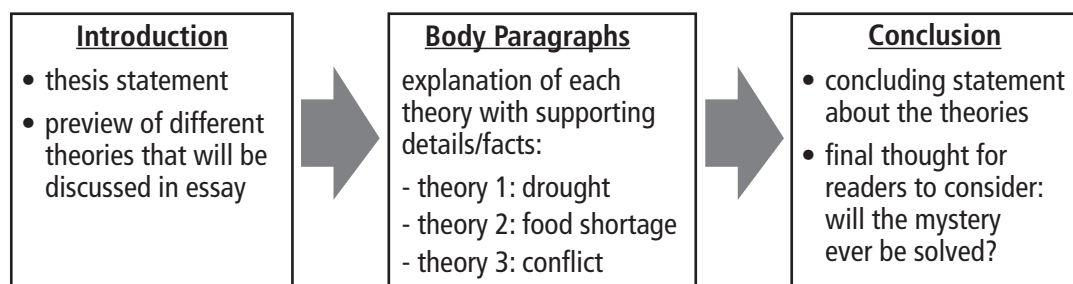 Introduction
• thesis statement
• preview of different
theories that will be
discussed in essay
Body Paragraphs
explanation of each
theory with supporting
details/facts:
- theory 1: drought
- theory 2: food shortage
- theory 3: conflict
Conclusion
• concluding statement
about the theories
• final thought for
readers to consider:
will the mystery
ever be solved?